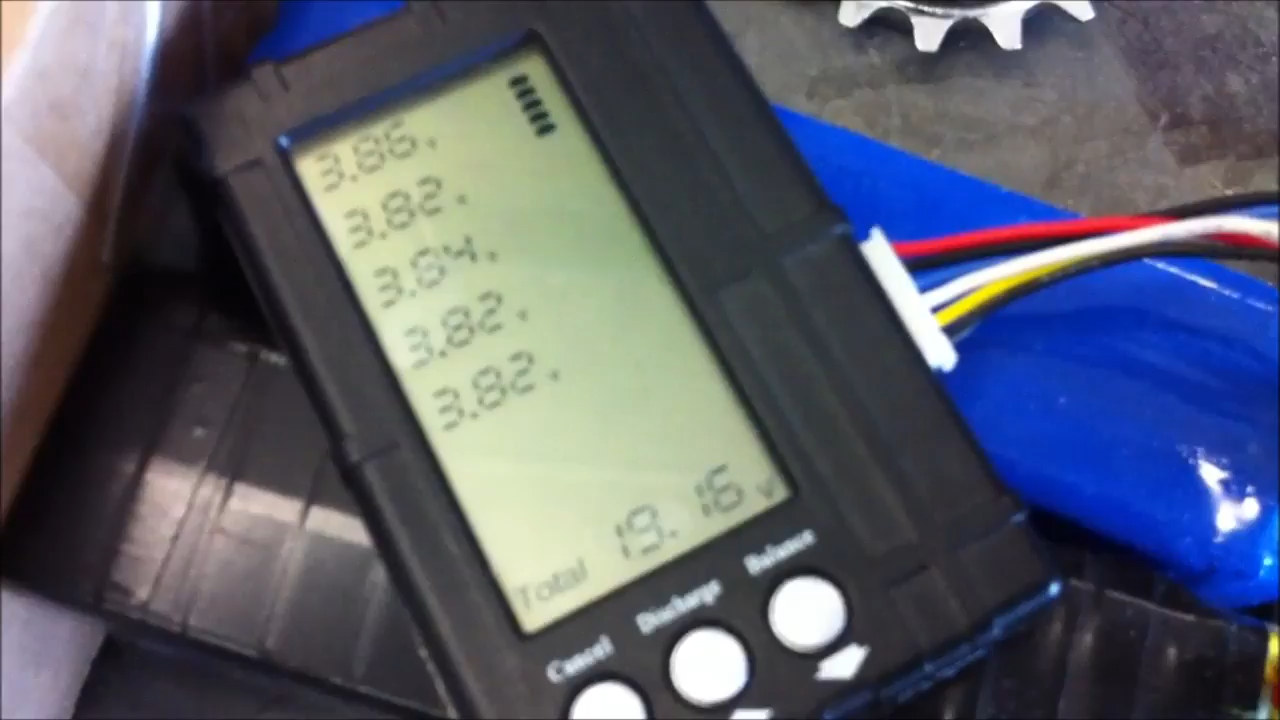 3.86.
3.82.
3.84.
3.82.
3.82.
Total 19.16 v
Cancel
Discharge
Balance